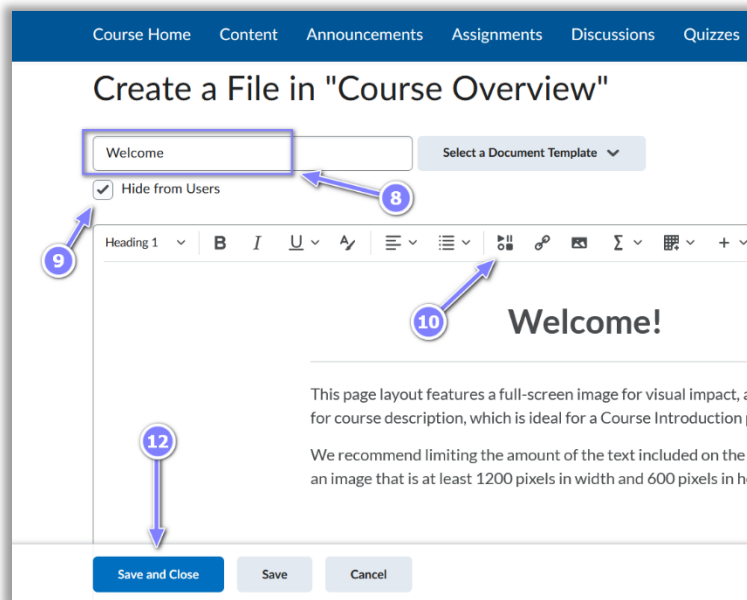 Course Home Content Announcements Assignments Discussions Quizzes
Create a File in "Course Overview"
Welcome Select a Document Template
8
Hide from Users
9
Heading 1 B I U A Σ +
10
Welcome!
This page layout features a full-screen image for visual impact, a
for course description, which is ideal for a Course Introduction
We recommend limiting the amount of the text included on the
an image that is at least 1200 pixels in width and 600 pixels in h
12
Save and Close Save Cancel